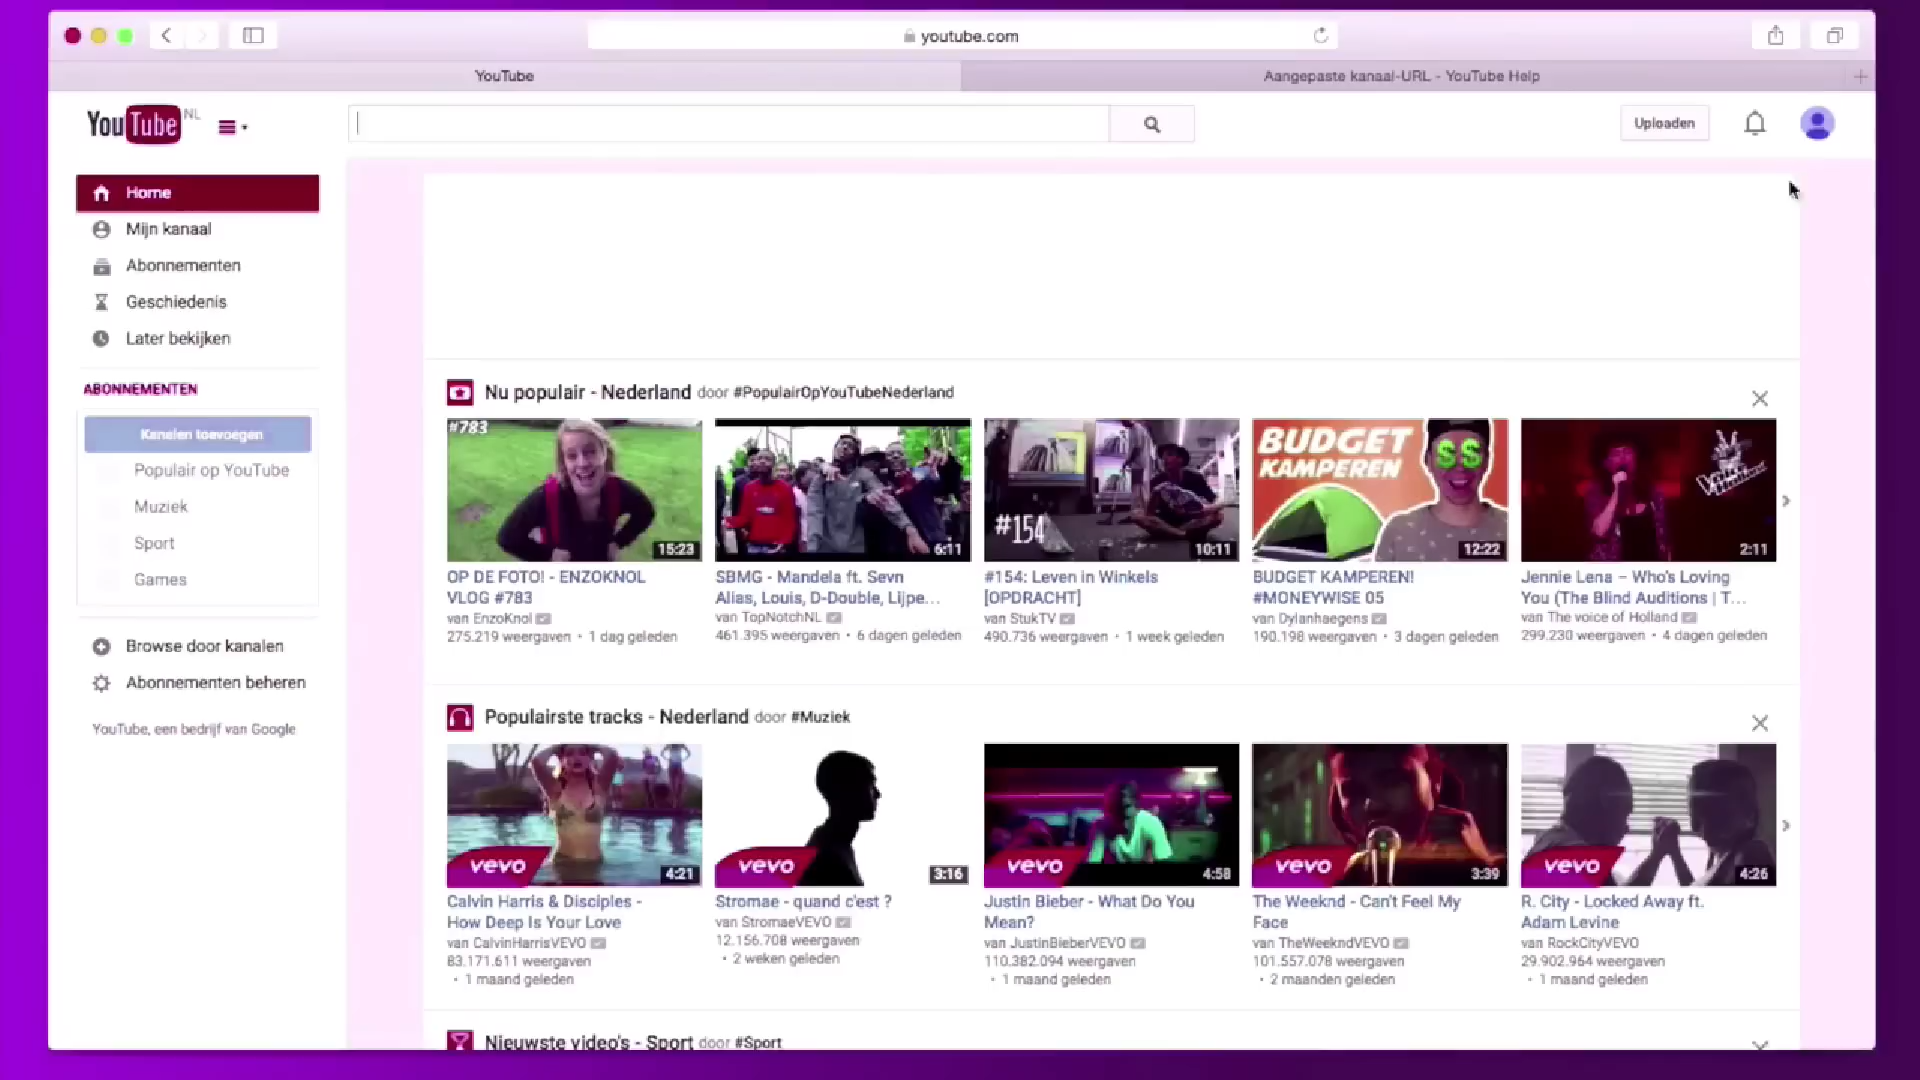 youtube.com
YouTube
Aangepaste kanaal-URL - YouTube Help
YouTube NL
Uploaden
Home
Mijn kanaal
Abonnementen
Geschiedenis
Later bekijken
ABONNEMENTEN
Kanalen toevoegen
Populair op YouTube
Muziek
Sport
Games
Browse door kanalen
Abonnementen beheren
YouTube, een bedrijf van Google
Nu populair - Nederland door #PopulairOpYouTubeNederland
#783
15:23
OP DE FOTO! - ENZOKNOL
VLOG #783
van EnzoKnol
275.219 weergaven • 1 dag geleden
6:11
SBMG - Mandela ft. Sevn
Alias, Louis, D-Double, Lijpe...
van TopNotchNL
461.395 weergaven • 6 dagen geleden
#154
10:11
#154: Leven in Winkels
[OPDRACHT]
van StukTV
490.736 weergaven • 1 week geleden
BUDGET
KAMPEREN
$$
12:22
BUDGET KAMPEREN!
#MONEYWISE 05
van Dylanhaegens
190.198 weergaven • 3 dagen geleden
2:11
Jennie Lena – Who's Loving
You (The Blind Auditions | T...
van The voice of Holland
299.230 weergaven • 4 dagen geleden
Populairste tracks - Nederland door #Muziek
vevo
4:21
Calvin Harris & Disciples -
How Deep Is Your Love
van CalvinHarrisVEVO
83.171.611 weergaven
• 1 maand geleden
vevo
3:16
Stromae - quand c'est ?
van StromaeVEVO
12.156.708 weergaven
• 2 weken geleden
vevo
4:58
Justin Bieber - What Do You
Mean?
van JustinBieberVEVO
110.382.094 weergaven
• 1 maand geleden
vevo
3:39
The Weeknd - Can't Feel My
Face
van TheWeekndVEVO
101.557.078 weergaven
• 2 maanden geleden
vevo
4:26
R. City - Locked Away ft.
Adam Levine
van RockCityVEVO
29.902.964 weergaven
• 1 maand geleden
Nieuwste video's - Sport door #Sport